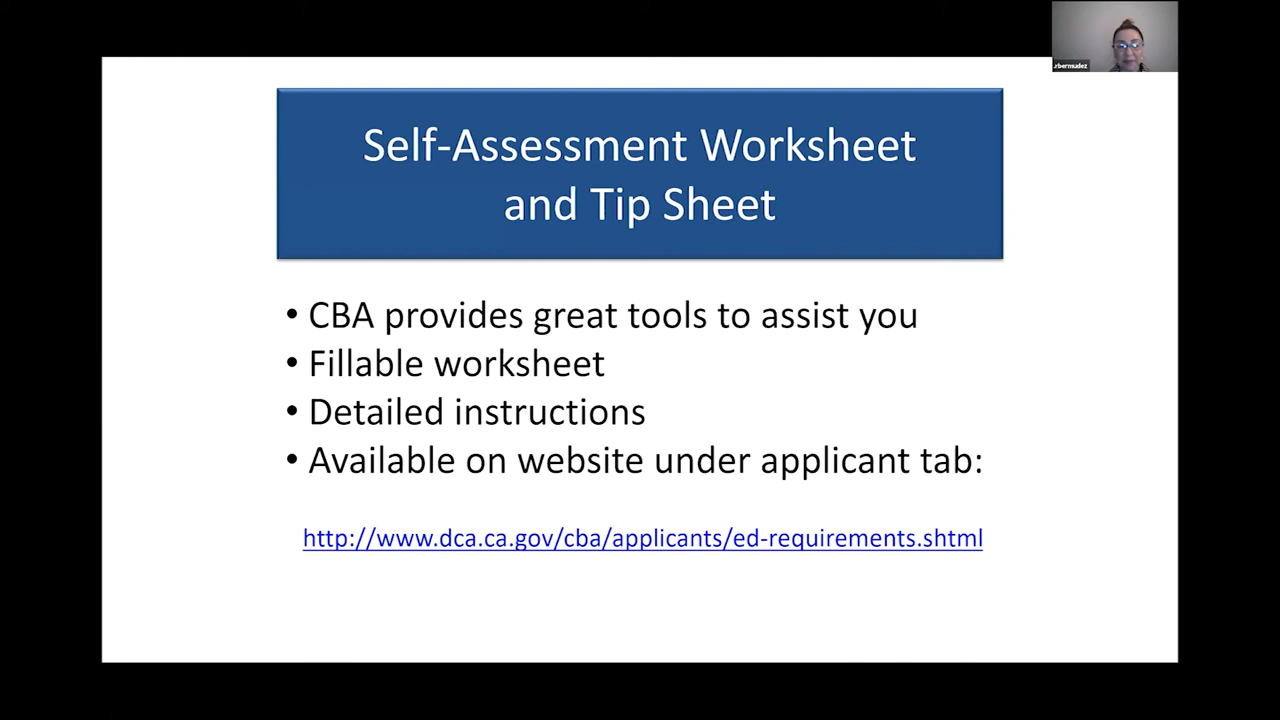 rbermudez
Self-Assessment Worksheet
and Tip Sheet
• CBA provides great tools to assist you
• Fillable worksheet
• Detailed instructions
• Available on website under applicant tab:
http://www.dca.ca.gov/cba/applicants/ed-requirements.shtml